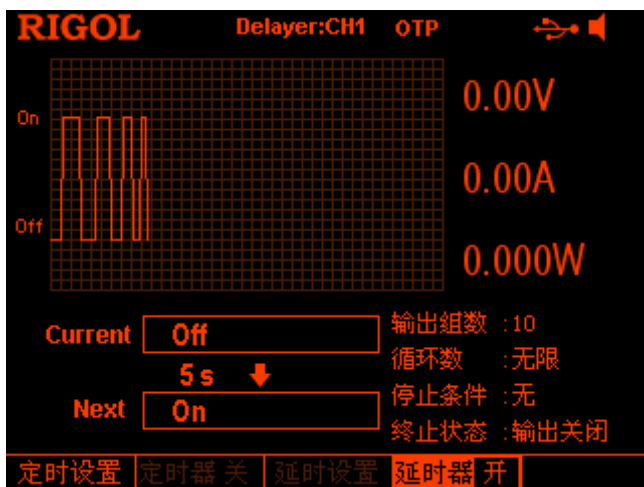 RIGOL Delayer:CH1 OTP
On
Off
0.00V
0.00A
0.000W
Current Off
5 s
Next On
输出组数 :10
循环数 :无限
停止条件 :无
终止状态 :输出关闭
定时设置 定时器 关 延时设置 延时器 开